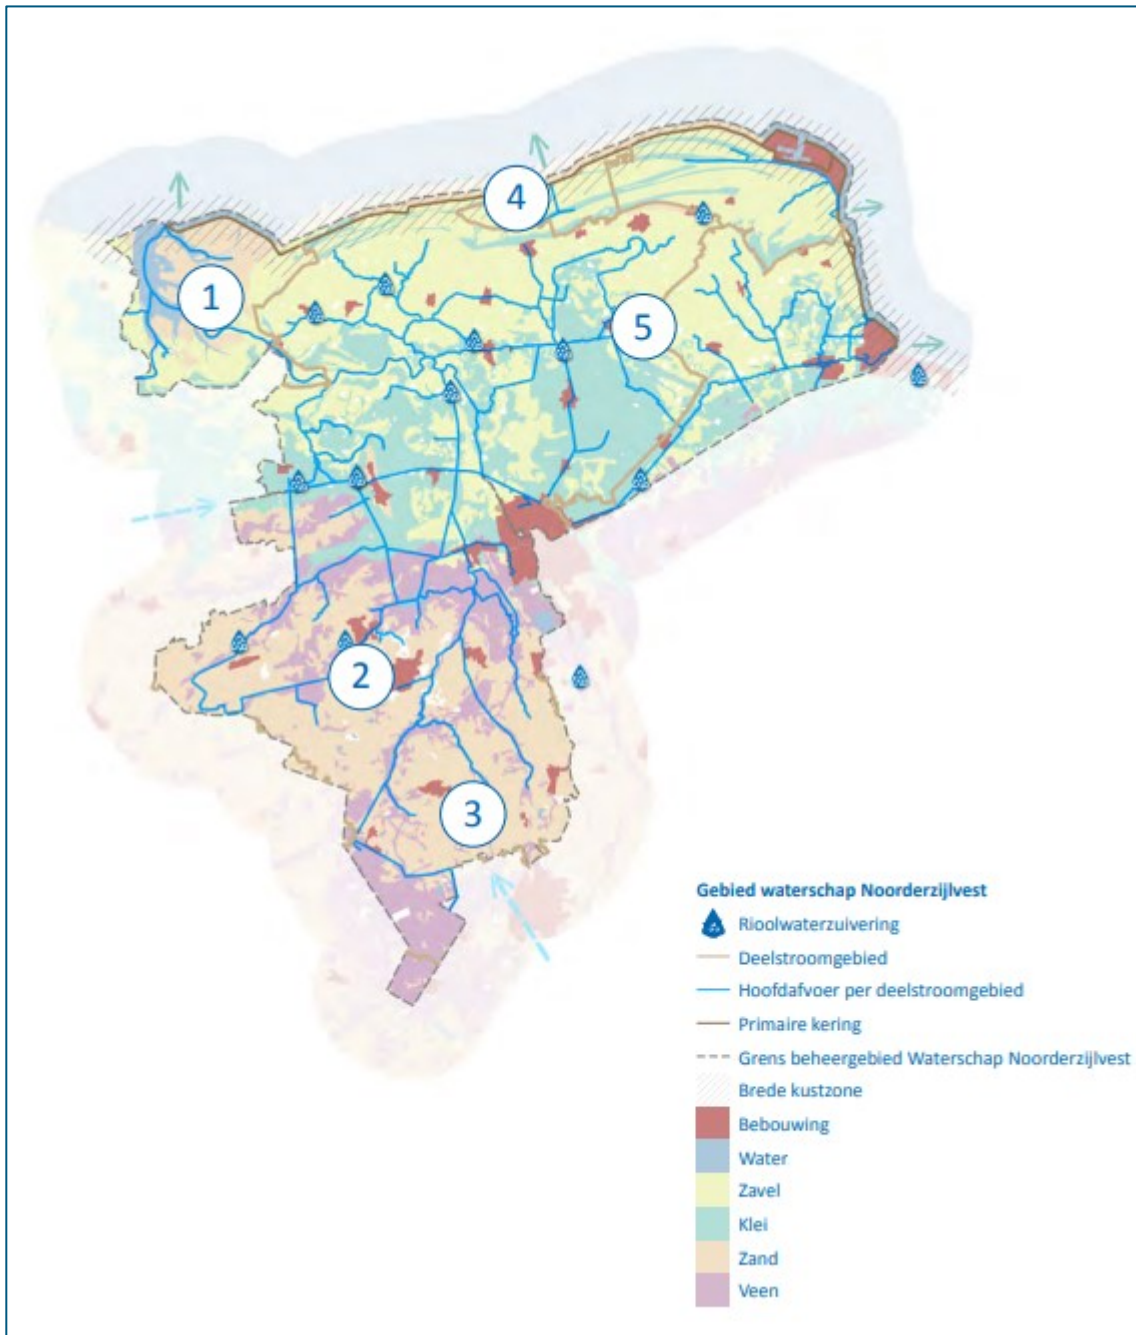 4
1
5
2
3
Gebied waterschap Noorderzijlvest
Rioolwaterzuivering
Deelstroomgebied
Hoofdafvoer per deelstroomgebied
Primaire kering
Grens beheergebied Waterschap Noorderzijlvest
Brede kustzone
Bebouwing
Water
Zavel
Klei
Zand
Veen